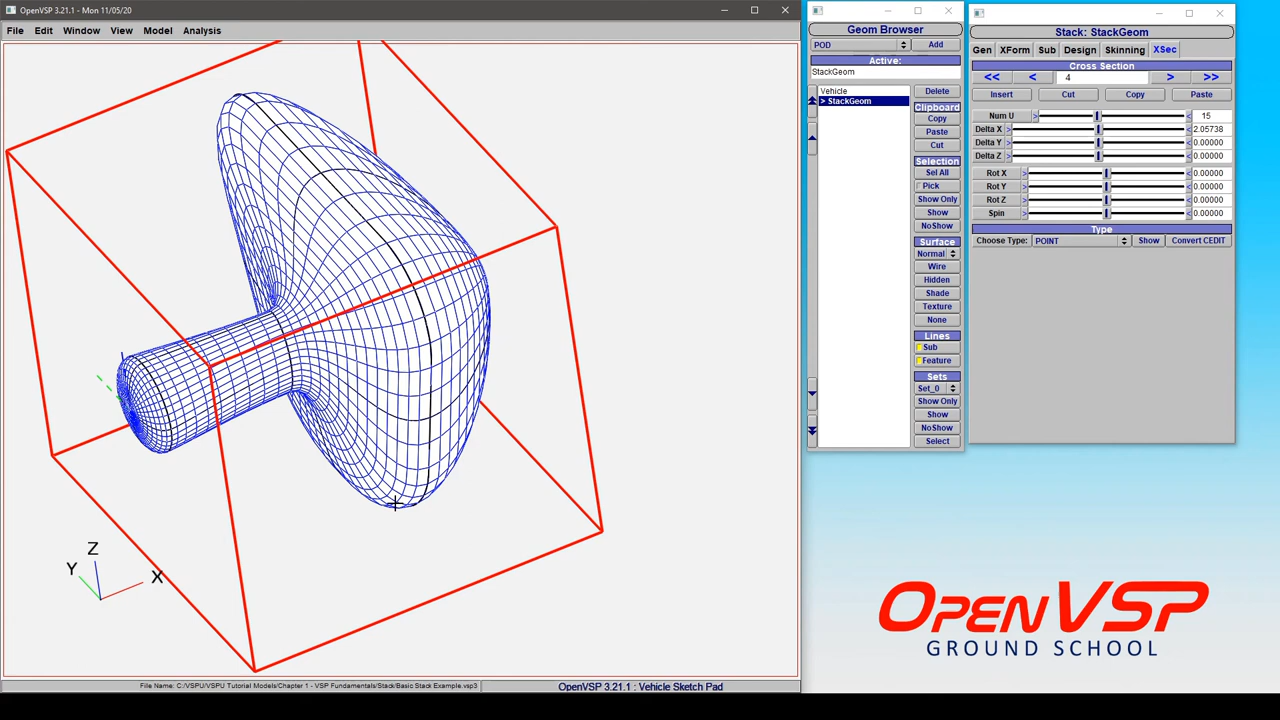 OpenVSP 3.21.1 - Mon 11/05/20
File Edit Window View Model Analysis
Z
Y
X
File Name: C:/VSPU/VSPU Tutorial Models/Chapter 1 - VSP Fundamentals/Stack/Basic Stack Example.vsp3
OpenVSP 3.21.1 : Vehicle Sketch Pad
Geom Browser
POD
Add
Active:
StackGeom
Vehicle
> StackGeom
Delete
Clipboard
Copy
Paste
Cut
Selection
Sel All
Pick
Show Only
Show
NoShow
Surface
Normal
Wire
Hidden
Shade
Texture
None
Lines
Sub
Feature
Sets
Set_0
Show Only
Show
NoShow
Select
Stack: StackGeom
Gen XForm Sub Design Skinning XSec
Cross Section
<< < 4 > >>
Insert Cut Copy Paste
Num U > < 15
Delta X > < 2.05738
Delta Y > < 0.00000
Delta Z > < 0.00000
Rot X > < 0.00000
Rot Y > < 0.00000
Rot Z > < 0.00000
Spin > < 0.00000
Type
Choose Type: POINT Show Convert CEDIT
OpenVSP
GROUND SCHOOL